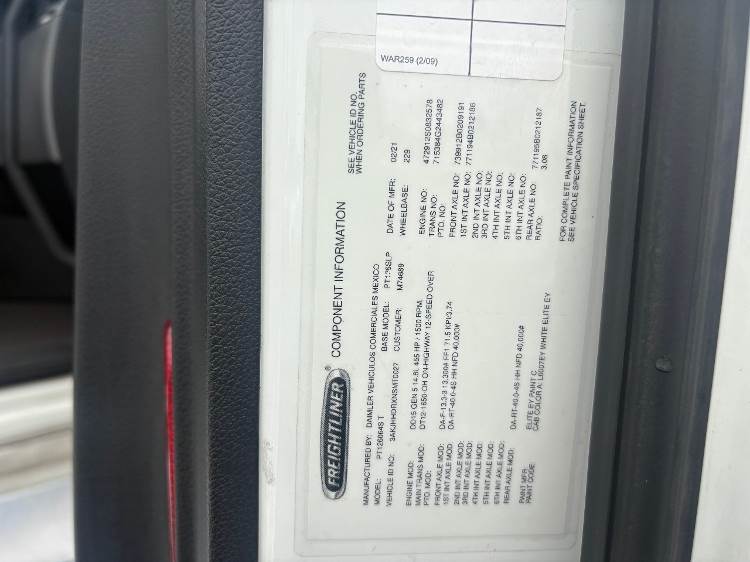 WAR259 (2/09)
FREIGHTLINER
COMPONENT INFORMATION
SEE VEHICLE ID NO.
WHEN ORDERING PARTS
MANUFACTURED BY: DAIMLER VEHICULOS COMERCIALES MEXICO
MODEL: PT126064S T BASE MODEL: PT126SLP DATE OF MFR: 02/21
VEHICLE ID NO: CUSTOMER: M74689 WHEELBASE: 229
ENGINE MOD: DD15 GEN 5 14.8L 455 HP / 1500 RPM ENGINE NO: 472912S0832578
MAIN TRANS MOD: DT12-1650-OH ON-HIGHWAY 12-SPEED OVER TRANS NO: 715384G2443482
PTO. MOD: PTO. NO:
FRONT AXLE MOD: DA-F-13.3-3 13,300# FF1 71.5 KPI/3.74 FRONT AXLE NO: 739912B0209191
1ST INT AXLE MOD: DA-RT-40.0-4S HH NFD 40,000# 1ST INT AXLE NO: 771194B0212186
2ND INT AXLE MOD: 2ND INT AXLE NO:
3RD INT AXLE MOD: 3RD INT AXLE NO:
4TH INT AXLE MOD: 4TH INT AXLE NO:
5TH INT AXLE MOD: 5TH INT AXLE NO:
6TH INT AXLE MOD: 6TH INT AXLE NO:
REAR AXLE MOD: DA-RT-40.0-4S HH NFD 40,000# REAR AXLE NO: 771195B0212187
RATIO: 3.08
PAINT MFR: ELITE EY PAINT C
PAINT CODE: CAB COLOR A: L0007EY WHITE ELITE EY
FOR COMPLETE PAINT INFORMATION
SEE VEHICLE SPECIFICATION SHEET.